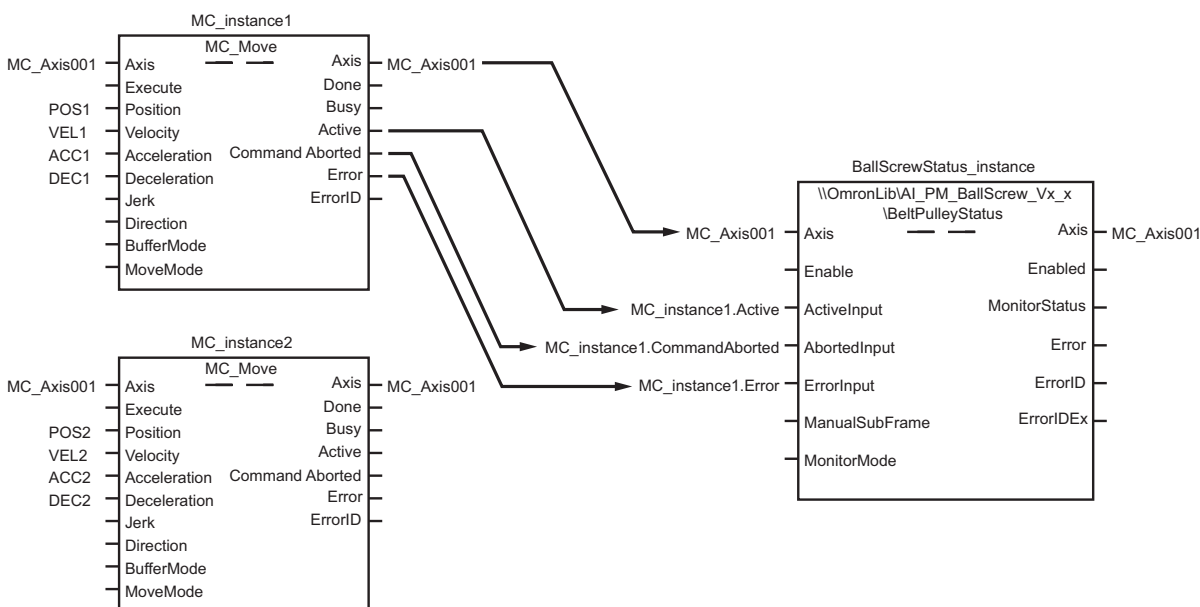 MC_instance1
MC_Move
MC_Axis001
Axis
Axis
MC_Axis001
Execute
Done
POS1
Position
Busy
VEL1
Velocity
Active
ACC1
Acceleration
Command Aborted
DEC1
Deceleration
Error
Jerk
ErrorID
Direction
BufferMode
MoveMode
BallScrewStatus_instance
\\OmronLib\AI_PM_BallScrew_Vx_x
\BeltPulleyStatus
MC_Axis001
Axis
Axis
MC_Axis001
Enable
Enabled
MC_instance1.Active
ActiveInput
MonitorStatus
MC_instance1.CommandAborted
AbortedInput
Error
MC_instance1.Error
ErrorInput
ErrorID
ManualSubFrame
ErrorIDEx
MonitorMode
MC_instance2
MC_Move
MC_Axis001
Axis
Axis
MC_Axis001
Execute
Done
POS2
Position
Busy
VEL2
Velocity
Active
ACC2
Acceleration
Command Aborted
DEC2
Deceleration
Error
Jerk
ErrorID
Direction
BufferMode
MoveMode